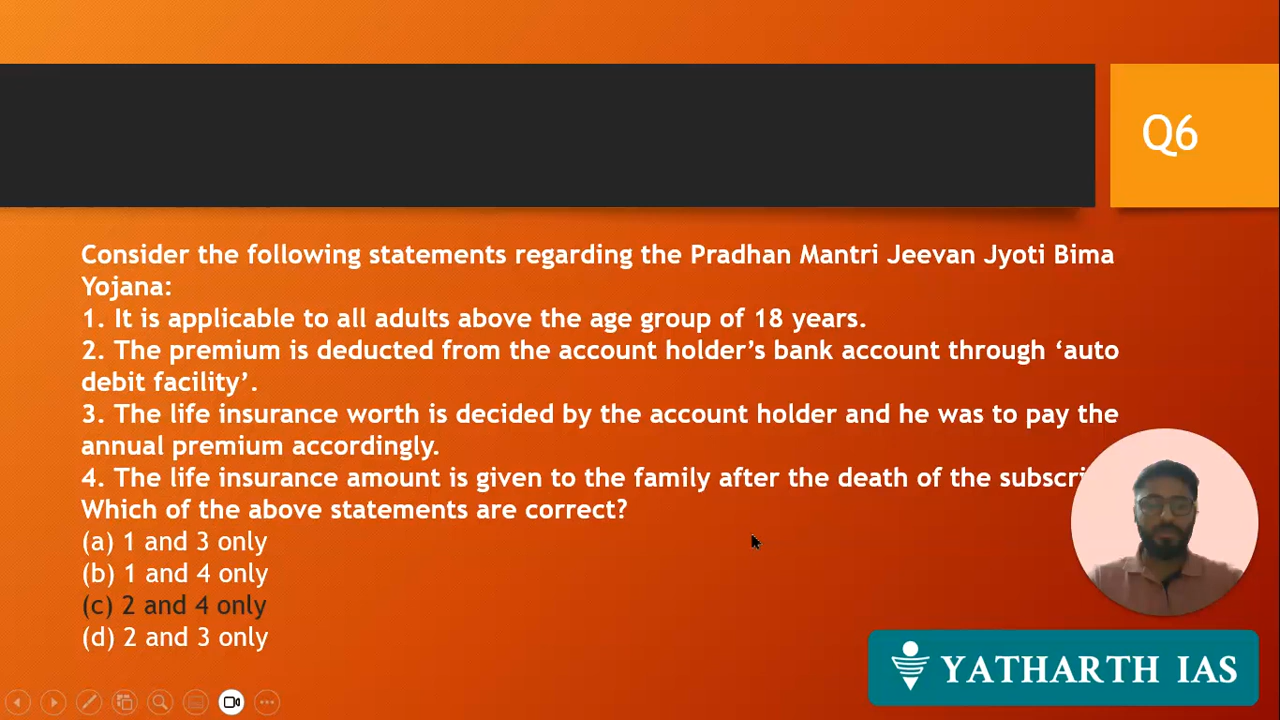 Q6
Consider the following statements regarding the Pradhan Mantri Jeevan Jyoti Bima
Yojana:
1. It is applicable to all adults above the age group of 18 years.
2. The premium is deducted from the account holder’s bank account through ‘auto
debit facility’.
3. The life insurance worth is decided by the account holder and he was to pay the
annual premium accordingly.
4. The life insurance amount is given to the family after the death of the
Which of the above statements are correct?
(a) 1 and 3 only
(b) 1 and 4 only
(c) 2 and 4 only
(d) 2 and 3 only
YATHARTH IAS